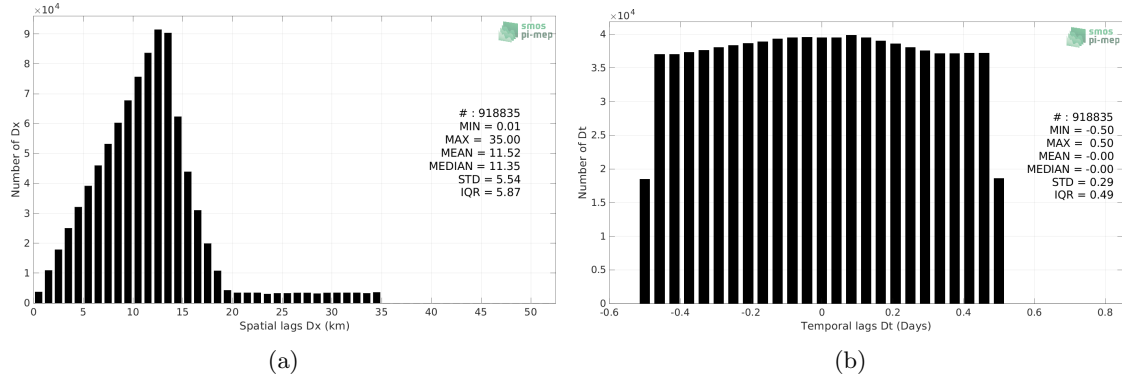 ×10⁴
9
8
7
6
5
4
3
2
1
0
Number of Dx
0 5 10 15 20 25 30 35 40 45 50
Spatial lags Dx (km)
smos
pi-mep
# : 918835
MIN = 0.01
MAX = 35.00
MEAN = 11.52
MEDIAN = 11.35
STD = 5.54
IQR = 5.87
(a)
×10⁴
4
3.5
3
2.5
2
1.5
1
0.5
0
Number of Dt
-0.6 -0.4 -0.2 0 0.2 0.4 0.6 0.8
Temporal lags Dt (Days)
smos
pi-mep
# : 918835
MIN = -0.50
MAX = 0.50
MEAN = -0.00
MEDIAN = -0.00
STD = 0.29
IQR = 0.49
(b)